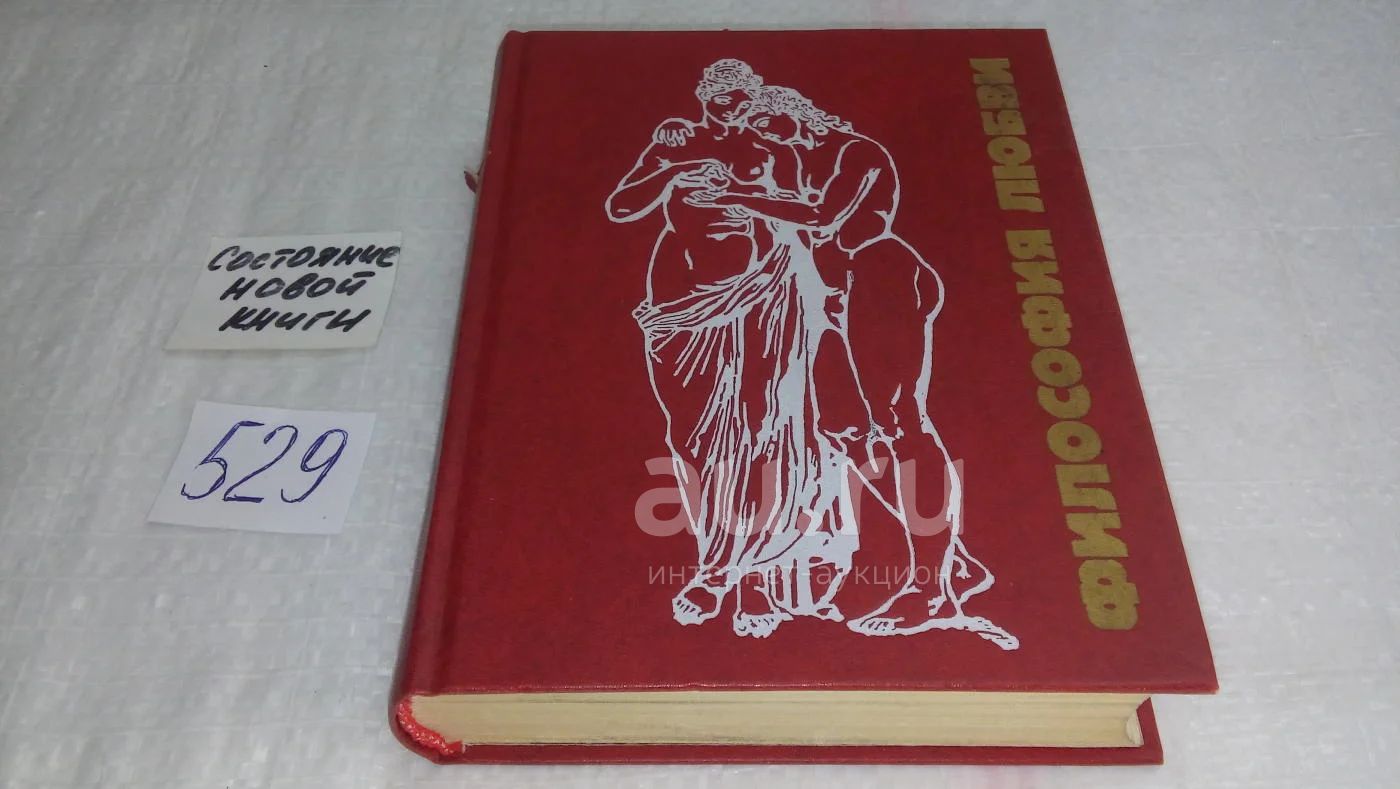 Состояние
новой
книги
529
ФИЛОСОФИЯ ЛЮБВИ
au.ru
интернет-аукцион